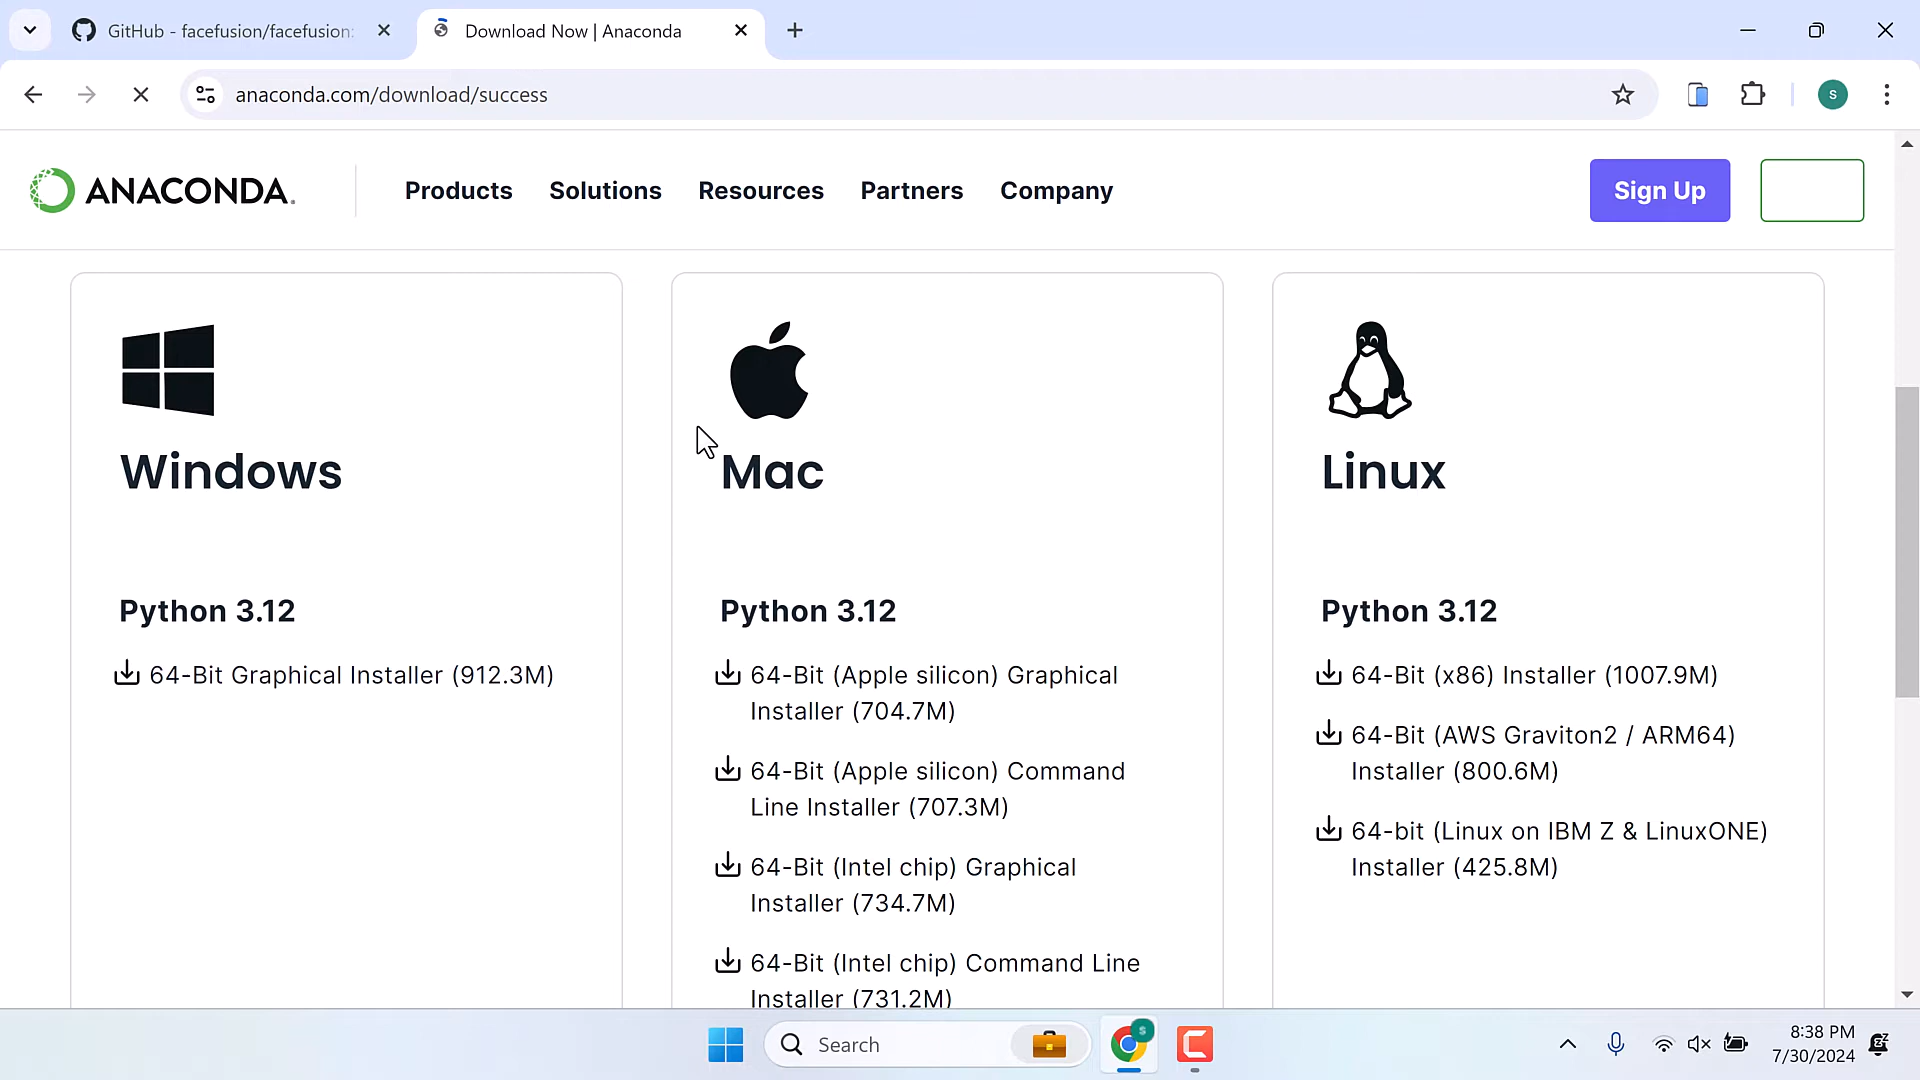 GitHub - facefusion/facefusion:
Download Now | Anaconda
anaconda.com/download/success
S
ANACONDA.
Products
Solutions
Resources
Partners
Company
Sign Up
Windows
Python 3.12
64-Bit Graphical Installer (912.3M)
Mac
Python 3.12
64-Bit (Apple silicon) Graphical
Installer (704.7M)
64-Bit (Apple silicon) Command
Line Installer (707.3M)
64-Bit (Intel chip) Graphical
Installer (734.7M)
64-Bit (Intel chip) Command Line
Installer (731.2M)
Linux
Python 3.12
64-Bit (x86) Installer (1007.9M)
64-Bit (AWS Graviton2 / ARM64)
Installer (800.6M)
64-bit (Linux on IBM Z & LinuxONE)
Installer (425.8M)
Search
S
8:38 PM
7/30/2024